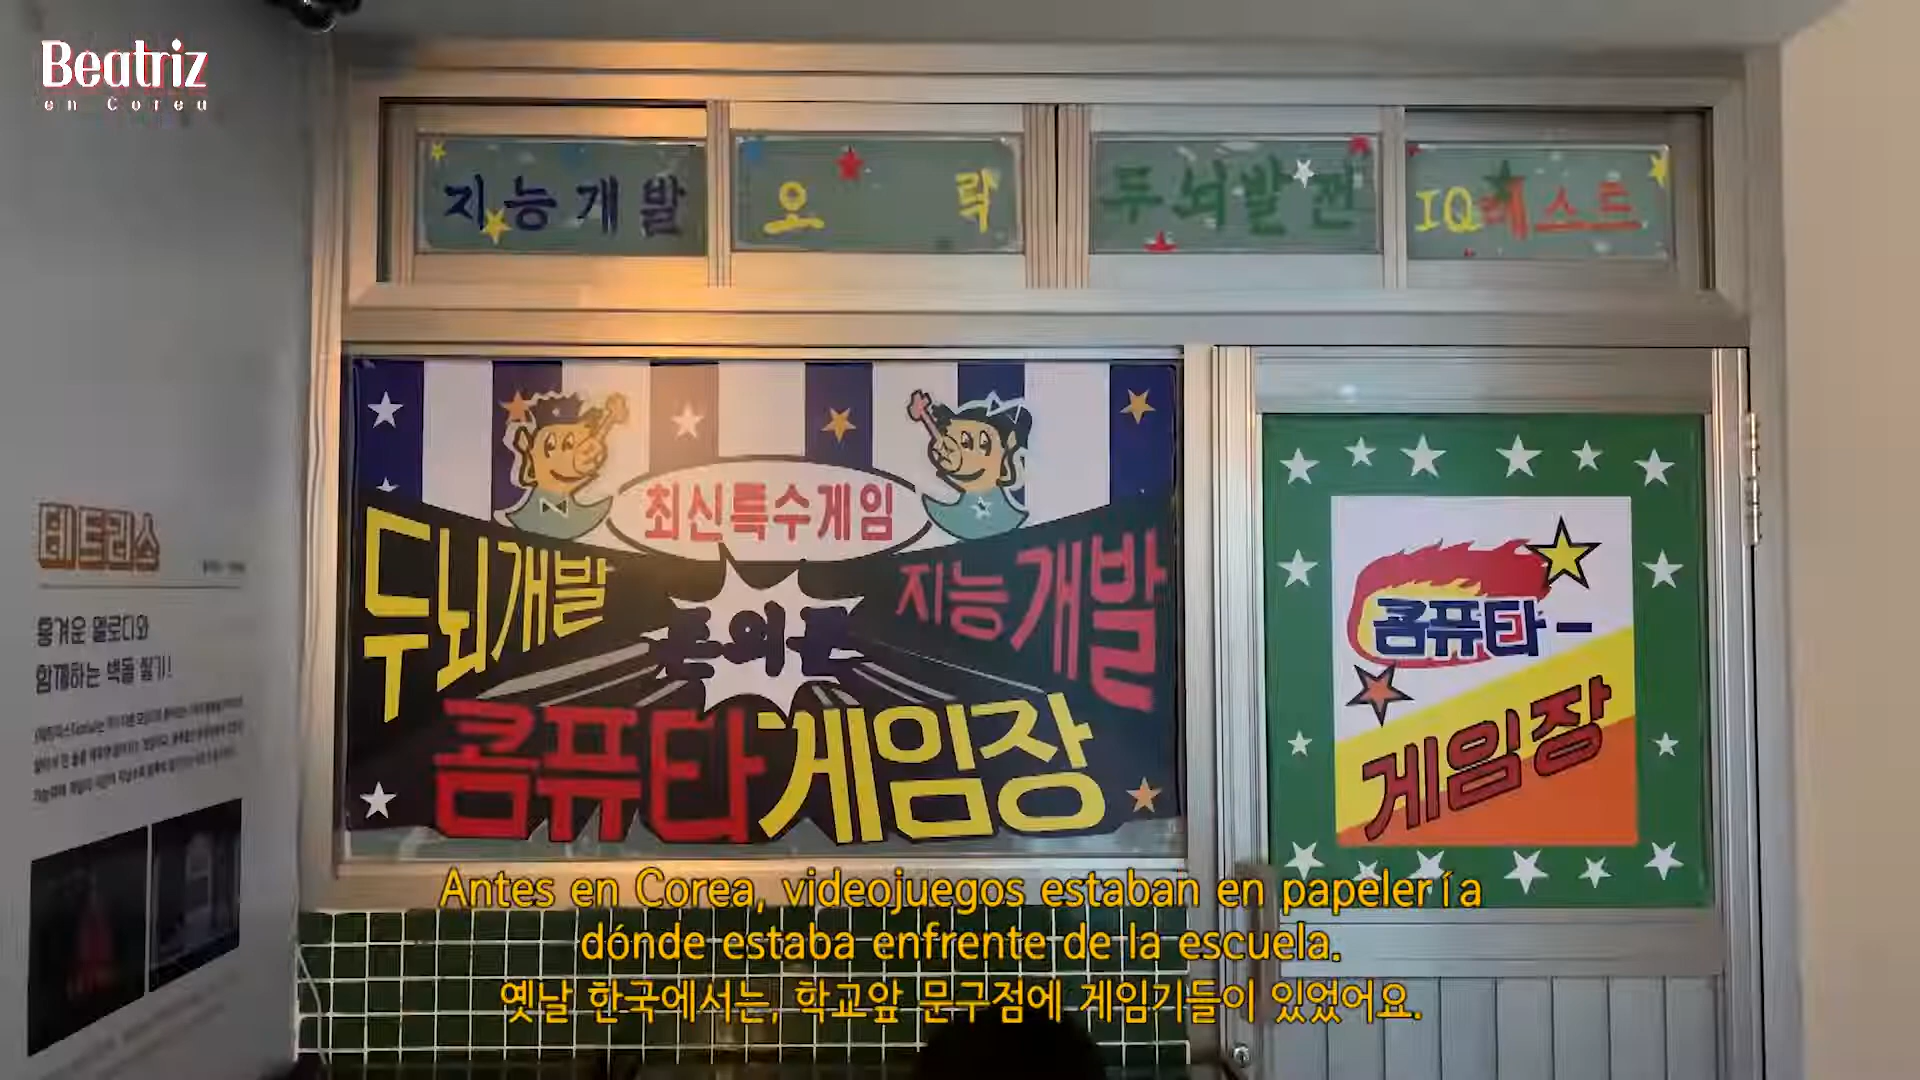 Beatriz
en Corea
지능개발
오 락
두뇌발전
IQ테스트
최신특수게임
두뇌개발
지능개발
콤퓨타게임장
콤퓨타-
게임장
테트리스
흥겨운 멜로디와
함께하는 벽돌 깨기!
Antes en Corea, videojuegos estaban en papelería
dónde estaba enfrente de la escuela.
옛날 한국에서는, 학교앞 문구점에 게임기들이 있었어요.